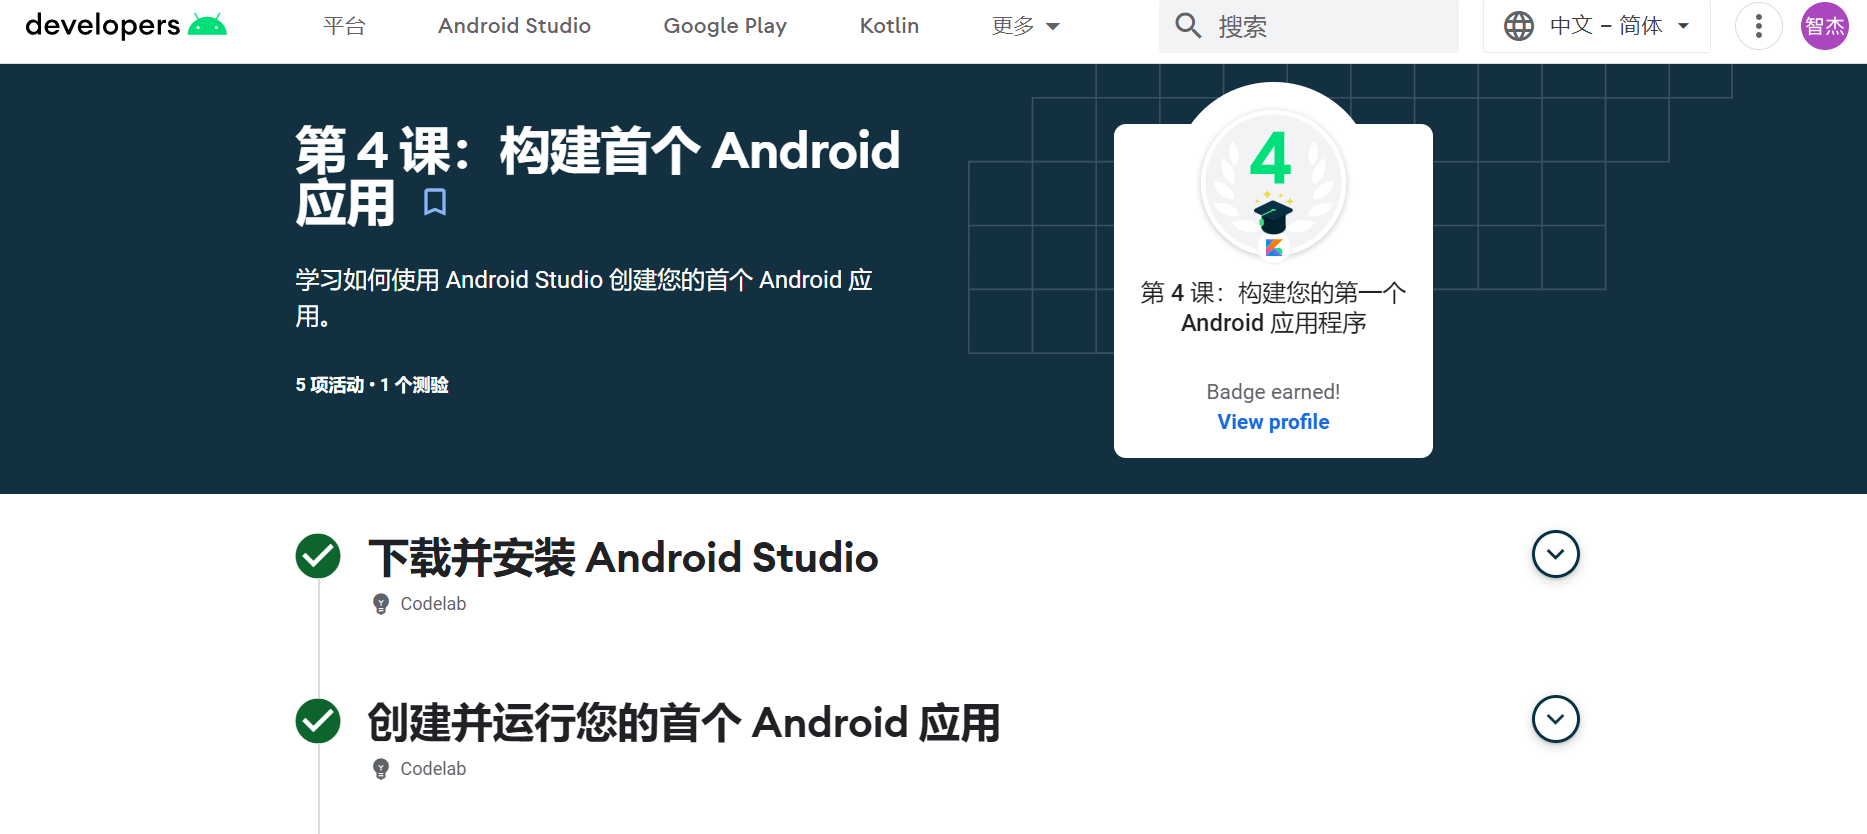 developers
平台
Android Studio
Google Play
Kotlin
更多
搜索
中文 – 简体
智杰
第 4 课：构建首个 Android
应用
学习如何使用 Android Studio 创建您的首个 Android 应
用。
5 项活动 • 1 个测验
4
第 4 课：构建您的第一个
Android 应用程序
Badge earned!
View profile
下载并安装 Android Studio
Codelab
创建并运行您的首个 Android 应用
Codelab